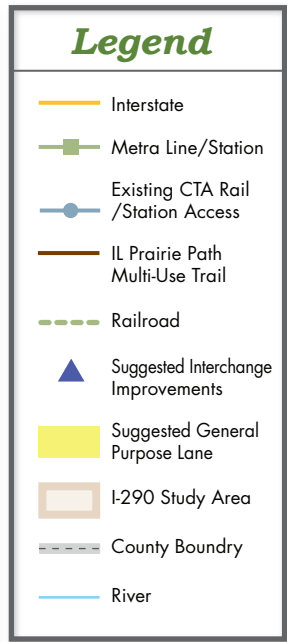 Legend
Interstate
Metra Line/Station
Existing CTA Rail
/Station Access
IL Prairie Path
Multi-Use Trail
Railroad
Suggested Interchange
Improvements
Suggested General
Purpose Lane
I-290 Study Area
County Boundry
River